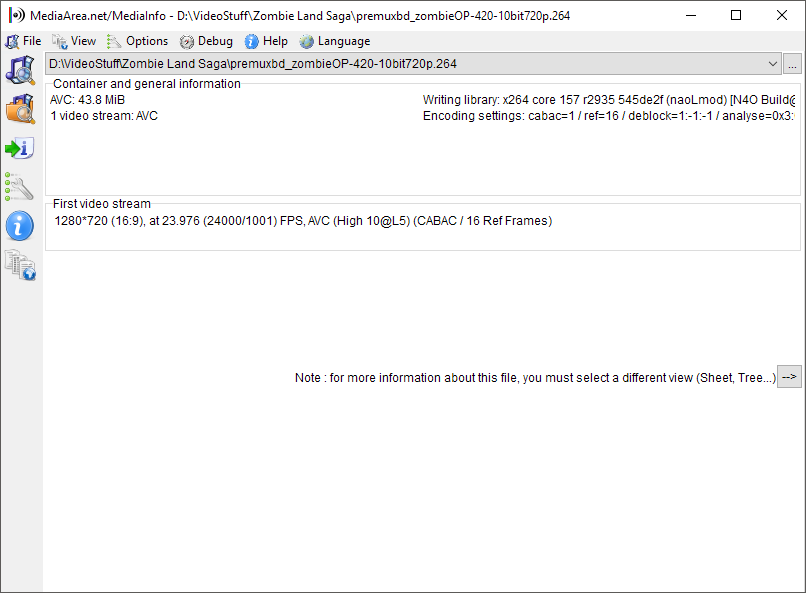 MediaArea.net/MediaInfo - D:\VideoStuff\Zombie Land Saga\premuxbd_zombieOP-420-10bit720p.264
File View Options Debug Help Language
D:\VideoStuff\Zombie Land Saga\premuxbd_zombieOP-420-10bit720p.264 ...
Container and general information
AVC: 43.8 MiB Writing library: x264 core 157 r2935 545de2f (naoLmod) [N4O Build@
1 video stream: AVC Encoding settings: cabac=1 / ref=16 / deblock=1:-1:-1 / analyse=0x3:
First video stream
1280*720 (16:9), at 23.976 (24000/1001) FPS, AVC (High 10@L5) (CABAC / 16 Ref Frames)
Note : for more information about this file, you must select a different view (Sheet, Tree...) -->